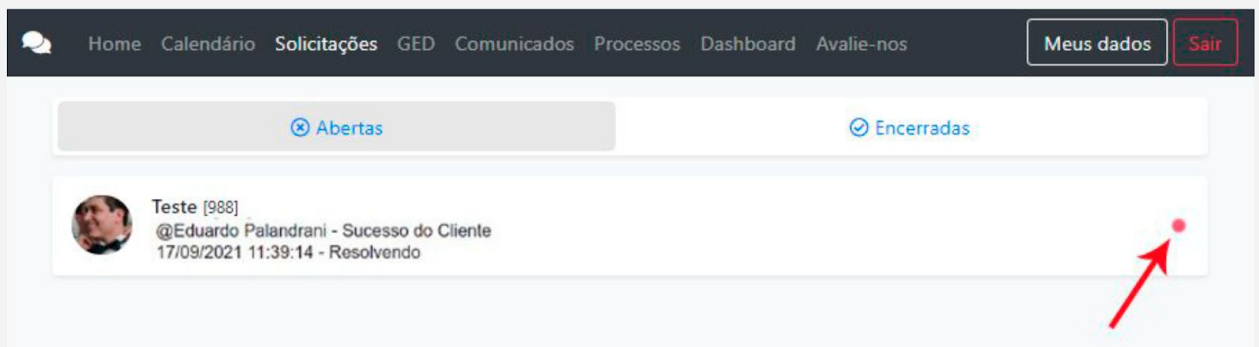 Home Calendário Solicitações GED Comunicados Processos Dashboard Avalie-nos Meus dados Sair
Abertas Encerradas
Teste [988]
@Eduardo Palandrani - Sucesso do Cliente
17/09/2021 11:39:14 - Resolvendo